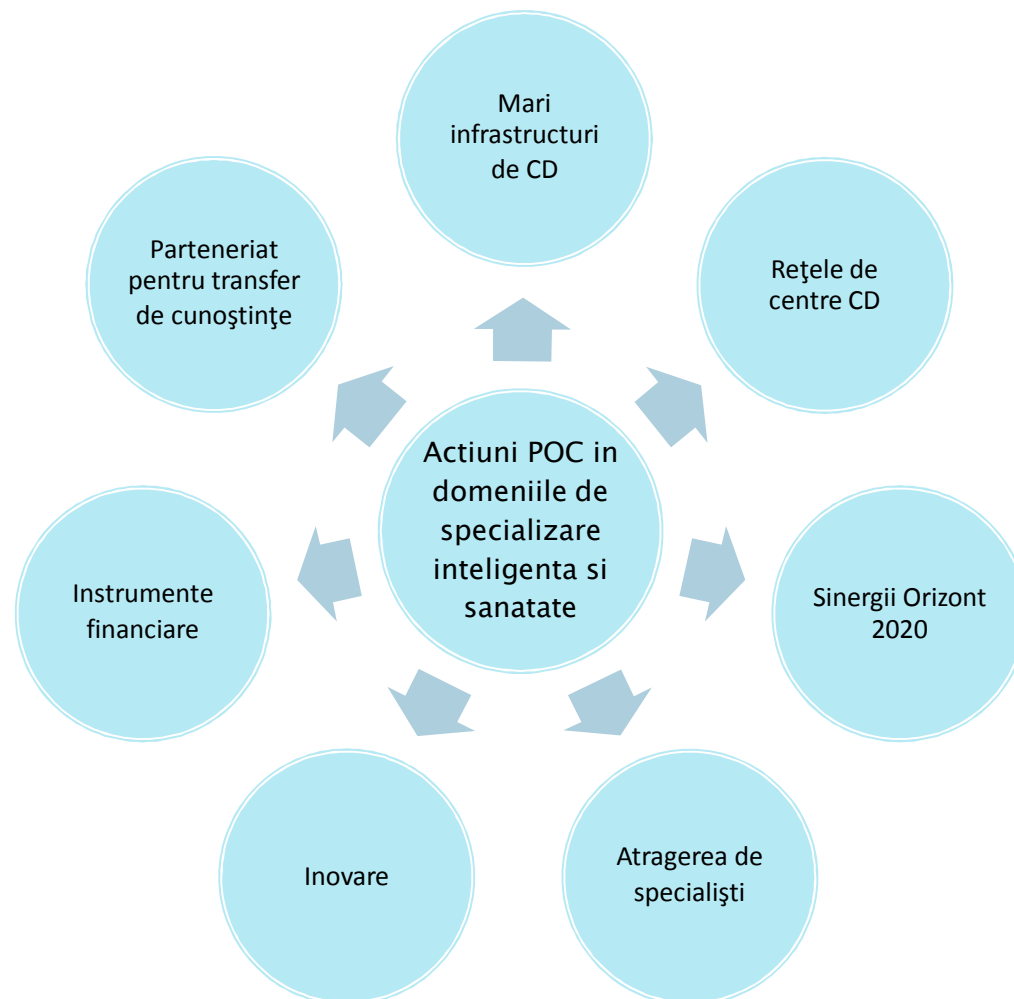 Mari
infrastructuri
de CD
Reţele de
centre CD
Sinergii Orizont
2020
Atragerea de
specialişti
Inovare
Instrumente
financiare
Parteneriat
pentru transfer
de cunoştinţe
Actiuni POC in
domeniile de
specializare
inteligenta si
sanatate